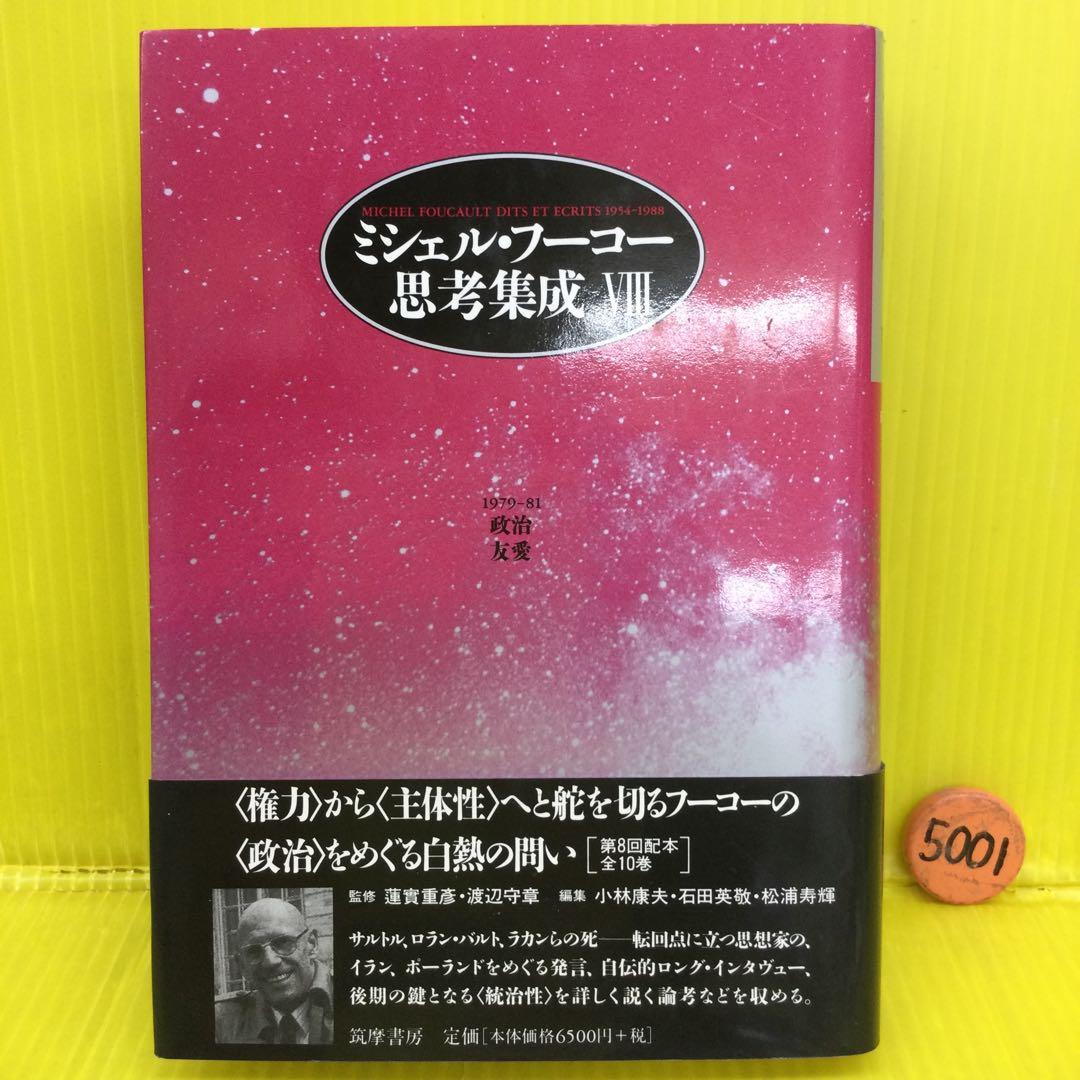 MICHEL FOUCAULT DITS ET ECRITS 1954-1988
ミシェル・フーコー
思考集成 VIII
1979-81
政治
友愛
〈権力〉から〈主体性〉へと舵を切るフーコーの
〈政治〉をめぐる白熱の問い [第8回配本 全10巻]
監修 蓮實重彥・渡辺守章 編集 小林康夫・石田英敬・松浦寿輝
サルトル、ロラン・バルト、ラカンらの死──転回点に立つ思想家の、
イラン、ポーランドをめぐる発言、自伝的ロング・インタヴュー、
後期の鍵となる〈統治性〉を詳しく説く論考などを収める。
筑摩書房 定価[本体価格6500円+税]
5001